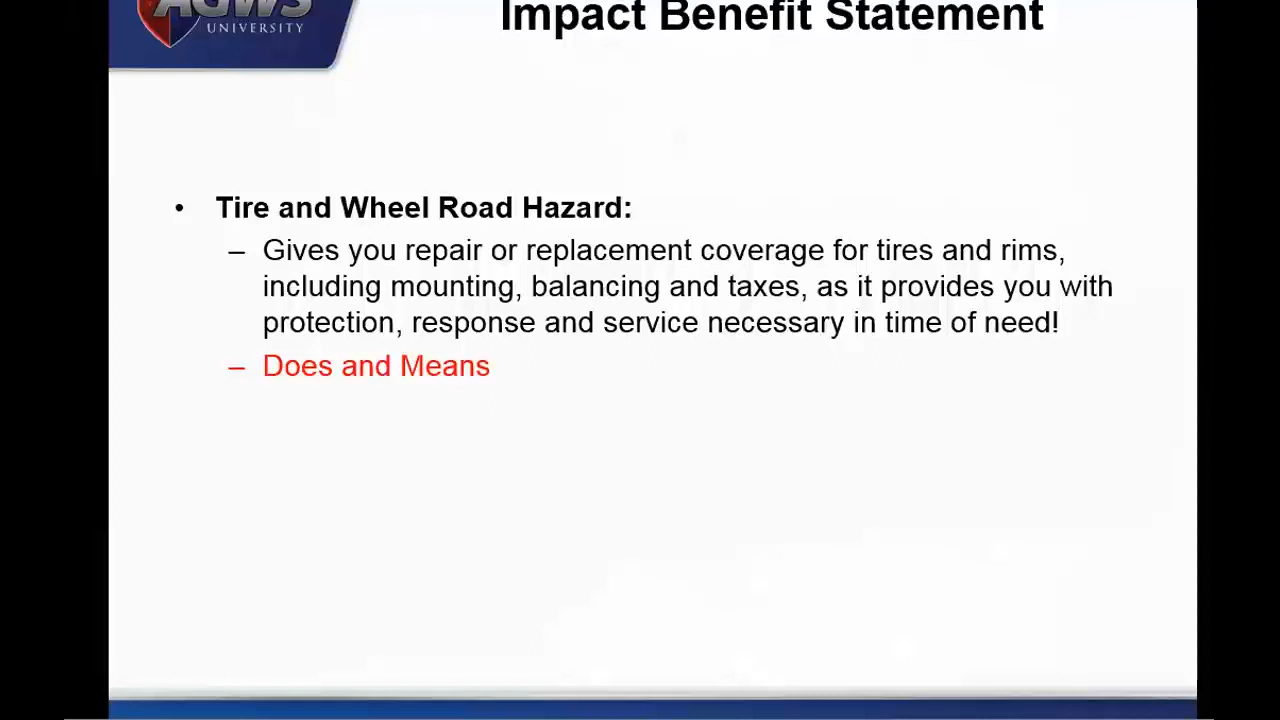 AGWS
UNIVERSITY
Impact Benefit Statement
• Tire and Wheel Road Hazard:
– Gives you repair or replacement coverage for tires and rims,
including mounting, balancing and taxes, as it provides you with
protection, response and service necessary in time of need!
– Does and Means